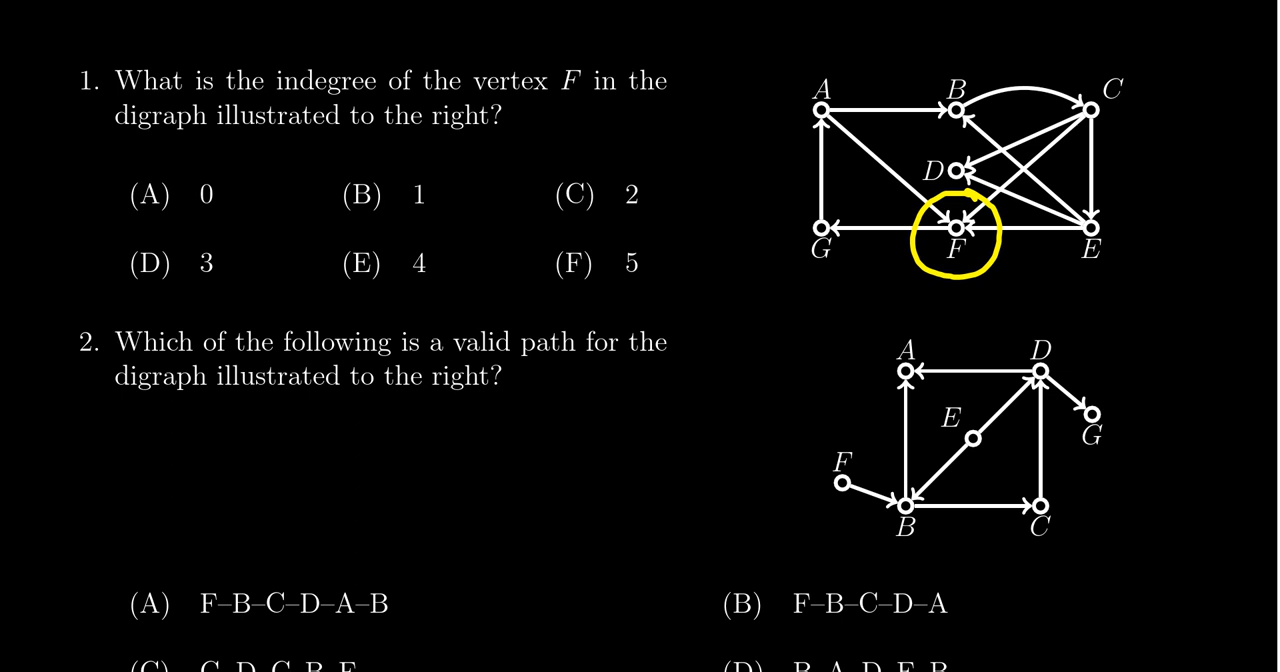 1. What is the indegree of the vertex F in the
digraph illustrated to the right?
(A) 0 (B) 1 (C) 2
(D) 3 (E) 4 (F) 5
A B C
D
G F E
2. Which of the following is a valid path for the
digraph illustrated to the right?
A D
E
G
F
B C
(A) F–B–C–D–A–B (B) F–B–C–D–A